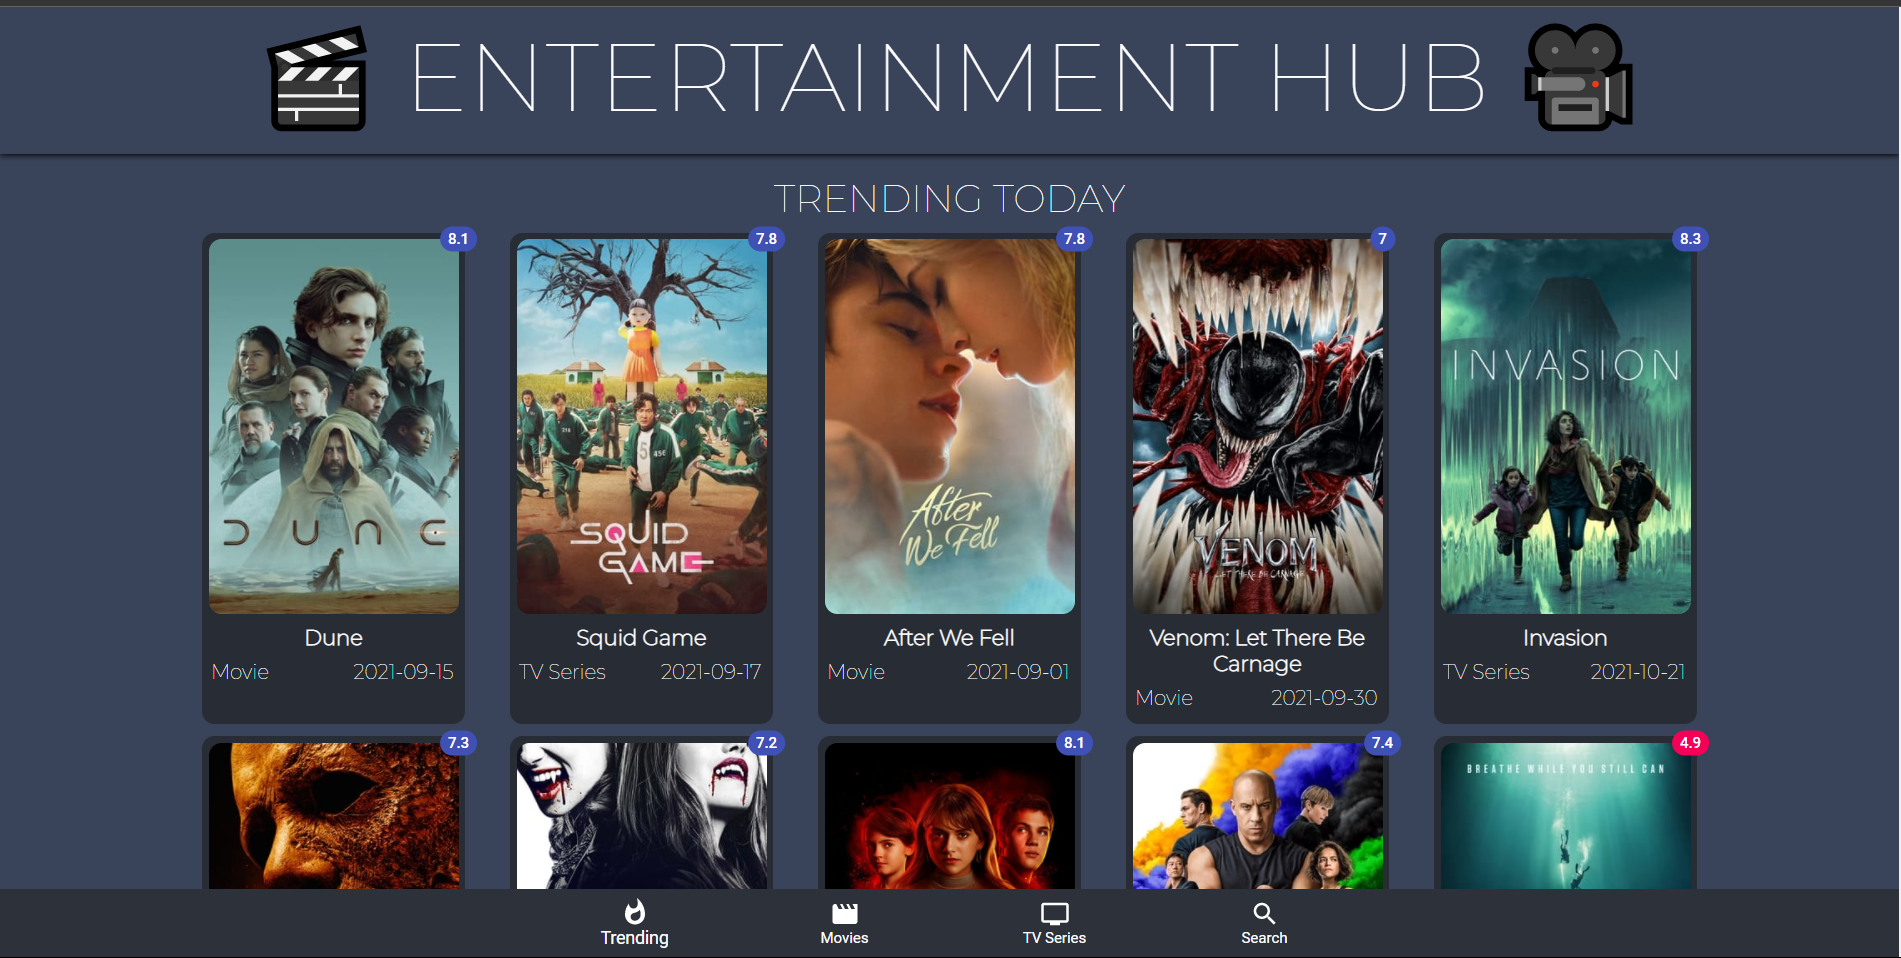 ENTERTAINMENT HUB
TRENDING TODAY
8.1
7.8
7.8
7
8.3
INVASION
5 456
218
DUNE
SQUID
GAME
After
We Fell
VENOM
LET THERE BE CARNAGE
Dune
Movie 2021-09-15
Squid Game
TV Series 2021-09-17
After We Fell
Movie 2021-09-01
Venom: Let There Be
Carnage
Movie 2021-09-30
Invasion
TV Series 2021-10-21
7.3
7.2
8.1
7.4
4.9
BREATHE WHILE YOU STILL CAN
Trending
Movies
TV Series
Search